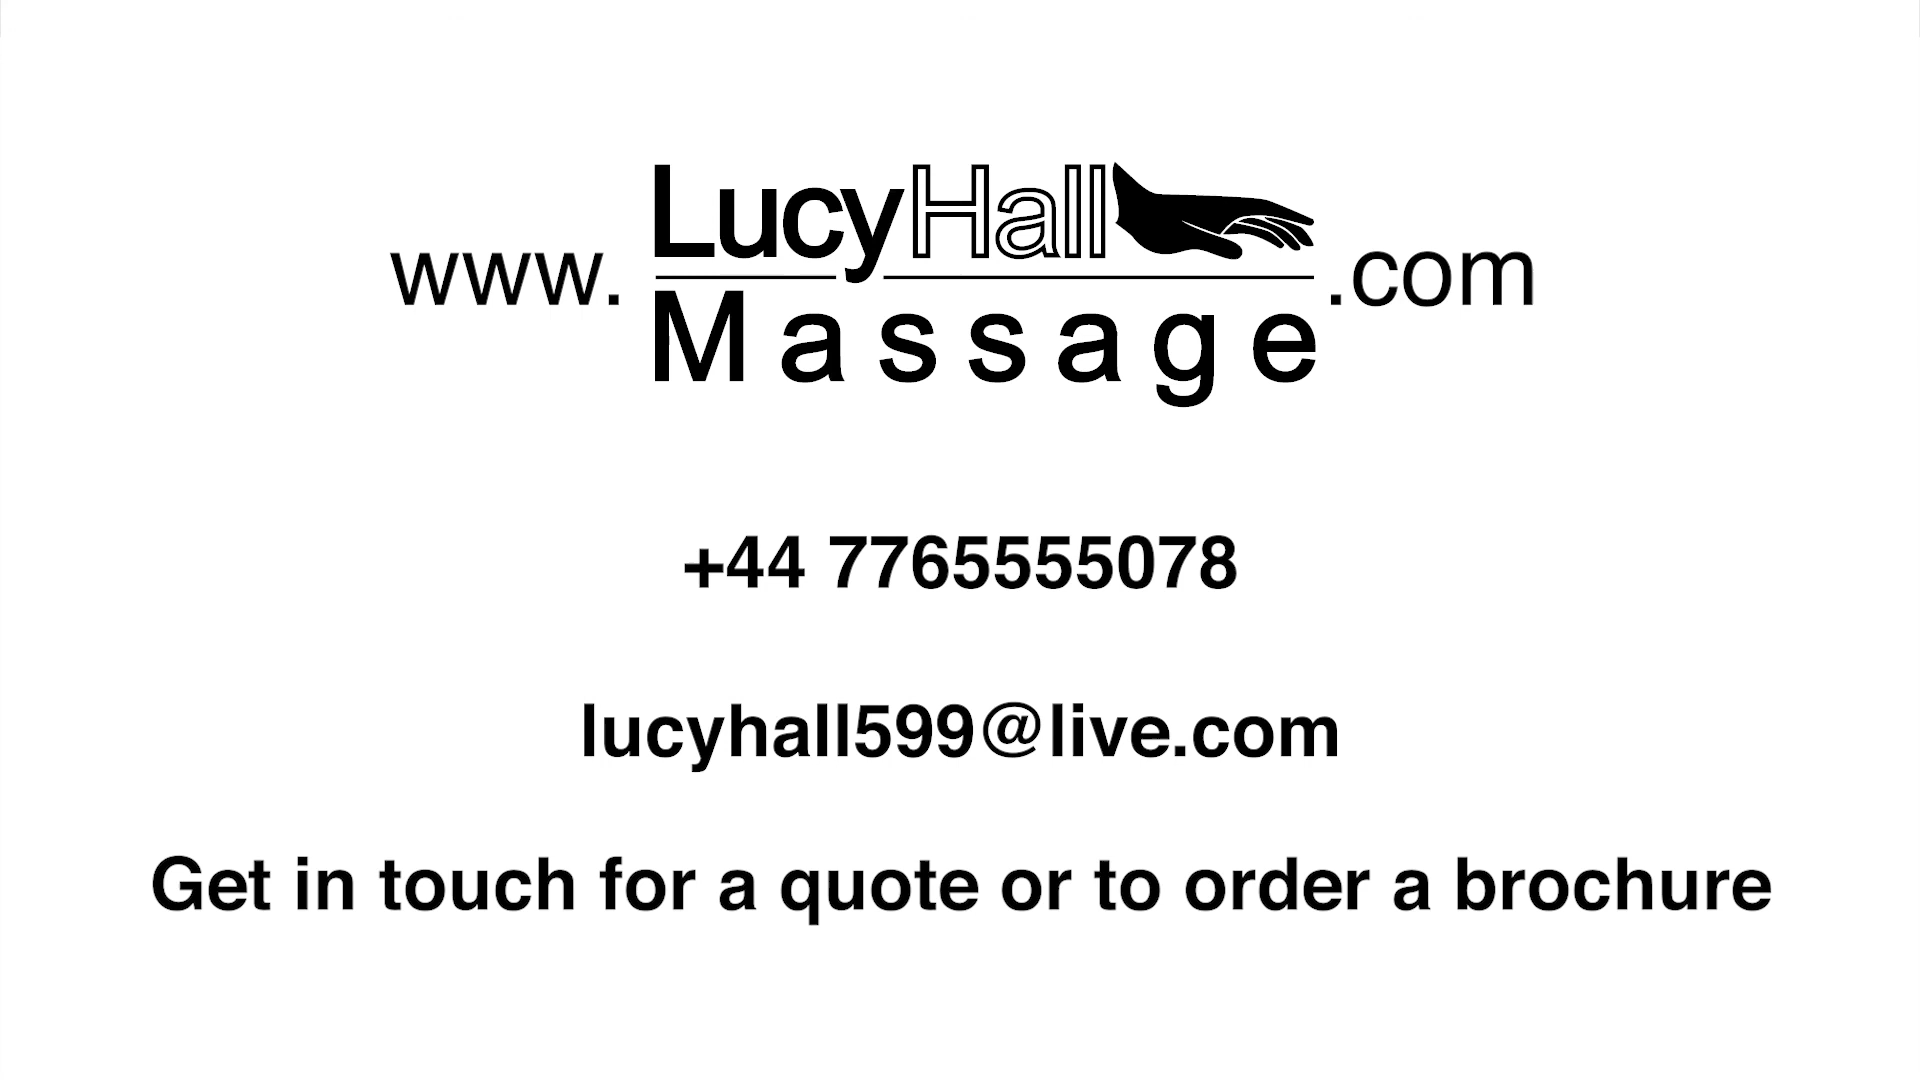 www.LucyHall
Massage.com
+44 7765555078
lucyhall599@live.com
Get in touch for a quote or to order a brochure